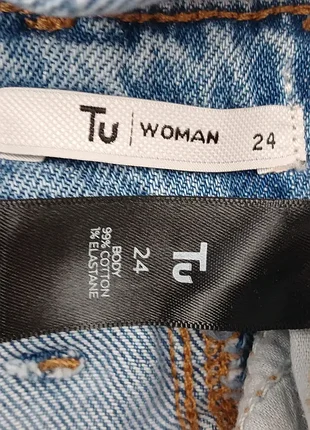 Tu | WOMAN 24
Tu
24
BODY
99% COTTON
1% ELASTANE